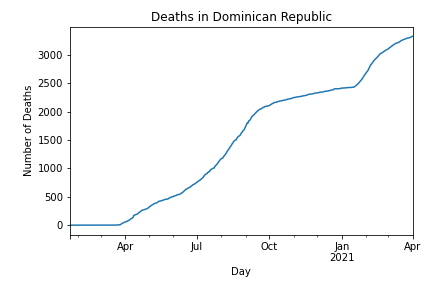 Deaths in Dominican Republic
Number of Deaths
3000
2500
2000
1500
1000
500
0
Apr
Jul
Oct
Jan
2021
Apr
Day